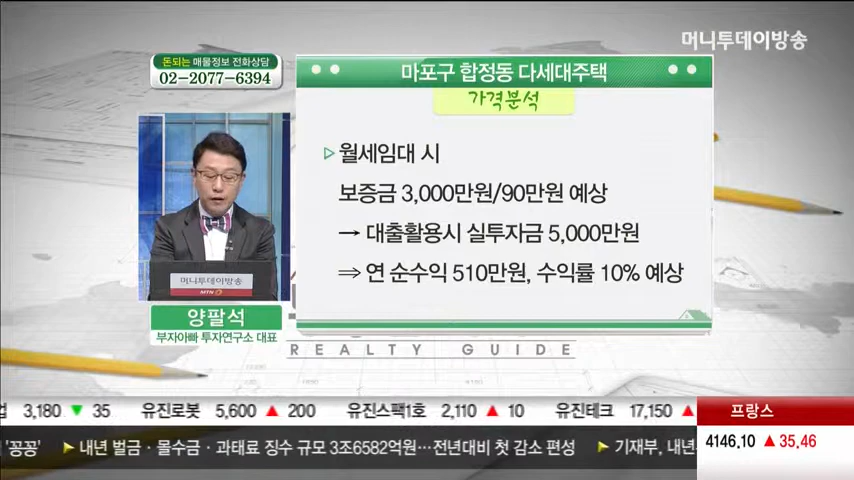 돈되는 매물정보 전화상담
02-2077-6394
머니투데이방송
마포구 합정동 다세대주택
가격분석
▷ 월세임대 시
보증금 3,000만원/90만원 예상
→ 대출활용시 실투자금 5,000만원
⇒ 연 순수익 510만원, 수익률 10% 예상
머니투데이방송
MTN
양팔석
부자아빠 투자연구소 대표
REALTY GUIDE
3,180 ▼ 35 유진로봇 5,600 ▲ 200 유진스팩1호 2,110 ▲ 10 유진테크 17,150 ▲
프랑스
4146.10 ▲ 35.46
'꽁꽁' ▶ 내년 벌금·몰수금·과태료 징수 규모 3조6582억원…전년대비 첫 감소 편성 ▶ 기재부, 내년